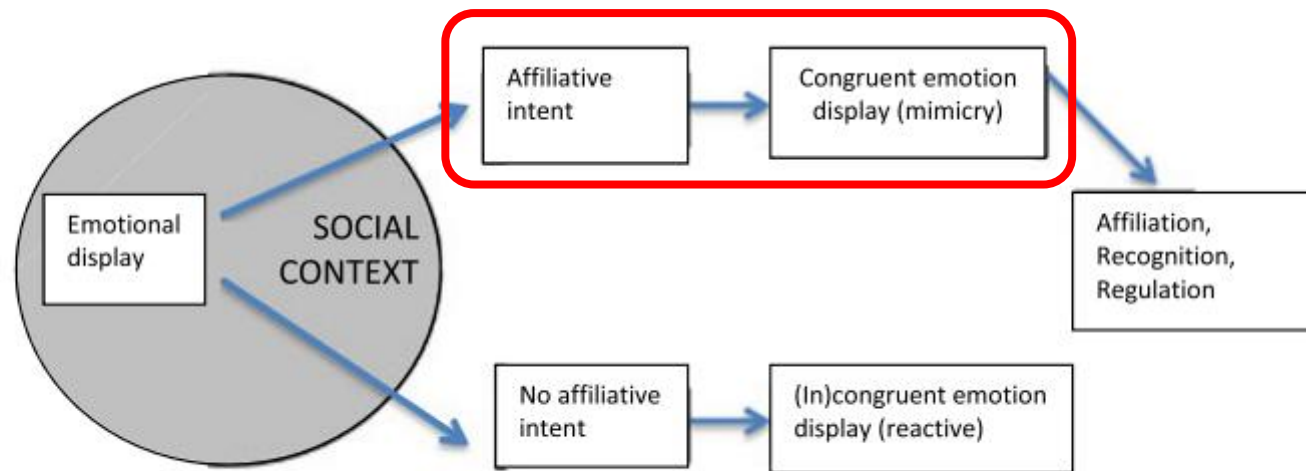 Affiliative
intent
Congruent emotion
display (mimicry)
Emotional
display
SOCIAL
CONTEXT
Affiliation,
Recognition,
Regulation
No affiliative
intent
(In)congruent emotion
display (reactive)